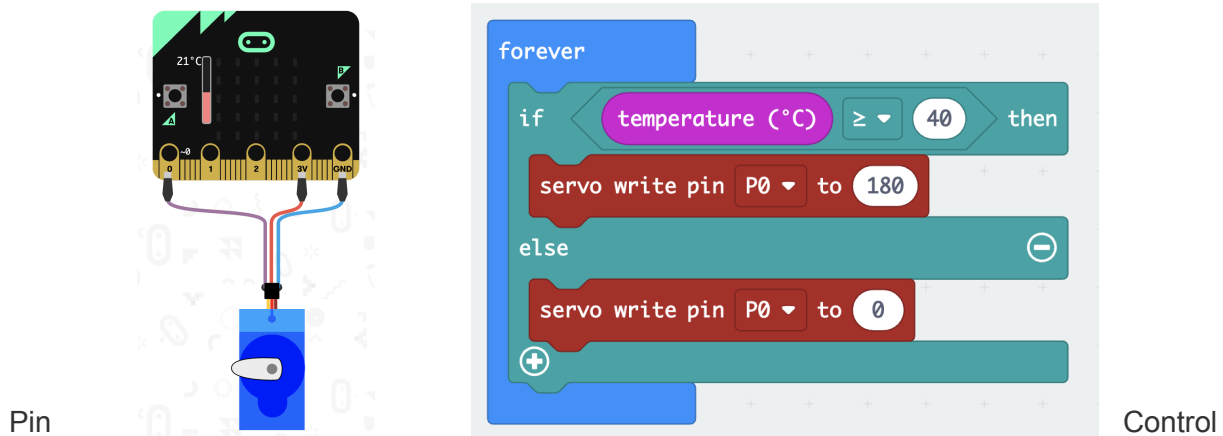 21°C
B
A
~0
0 1 2 3V GND
Pin
forever
if temperature (°C) ≥ 40 then
servo write pin P0 to 180
else
servo write pin P0 to 0
Control